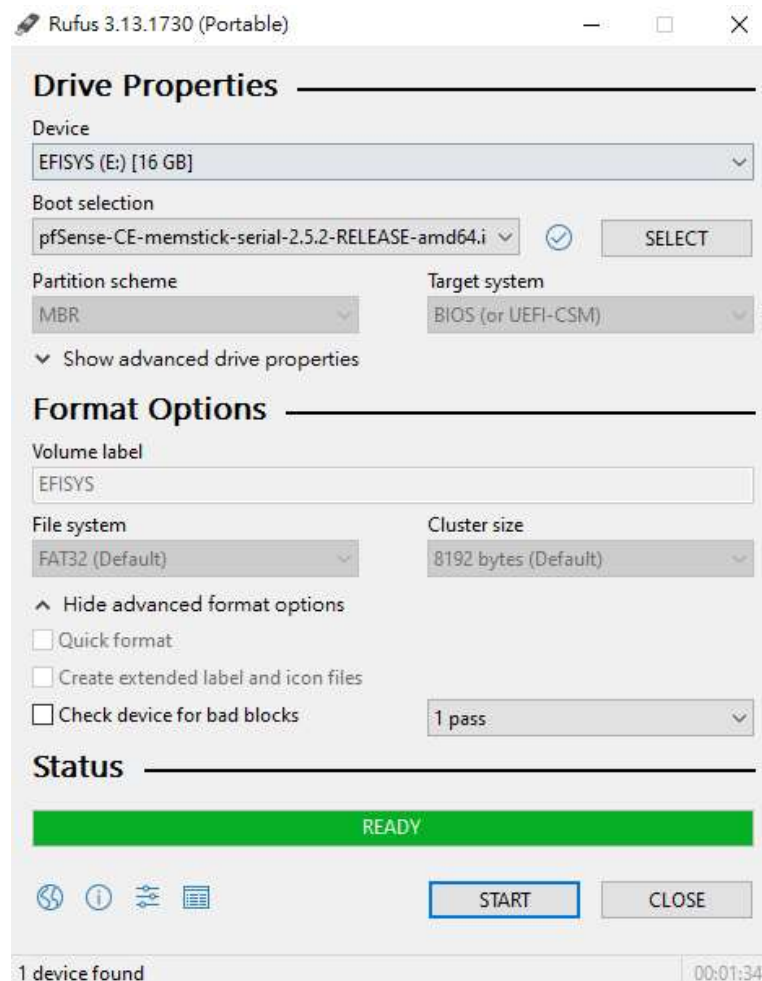 Rufus 3.13.1730 (Portable)
Drive Properties
Device
EFISYS (E:) [16 GB]
Boot selection
pfSense-CE-memstick-serial-2.5.2-RELEASE-amd64.i
SELECT
Partition scheme
Target system
MBR
BIOS (or UEFI-CSM)
Show advanced drive properties
Format Options
Volume label
EFISYS
File system
Cluster size
FAT32 (Default)
8192 bytes (Default)
Hide advanced format options
Quick format
Create extended label and icon files
Check device for bad blocks
1 pass
Status
READY
START
CLOSE
1 device found
00:01:34